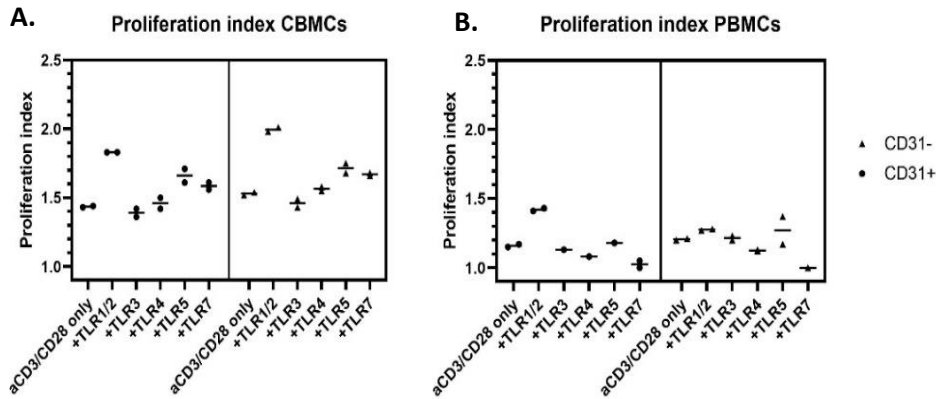 A.
Proliferation index CBMCs
Proliferation index
2.5
2.0
1.5
1.0
aCD3/CD28 only
+TLR1/2
+TLR3
+TLR4
+TLR5
+TLR7
aCD3/CD28 only
+TLR1/2
+TLR3
+TLR4
+TLR5
+TLR7
B.
Proliferation index PBMCs
Proliferation index
2.5
2.0
1.5
1.0
aCD3/CD28 only
+TLR1/2
+TLR3
+TLR4
+TLR5
+TLR7
aCD3/CD28 only
+TLR1/2
+TLR3
+TLR4
+TLR5
+TLR7
CD31-
CD31+